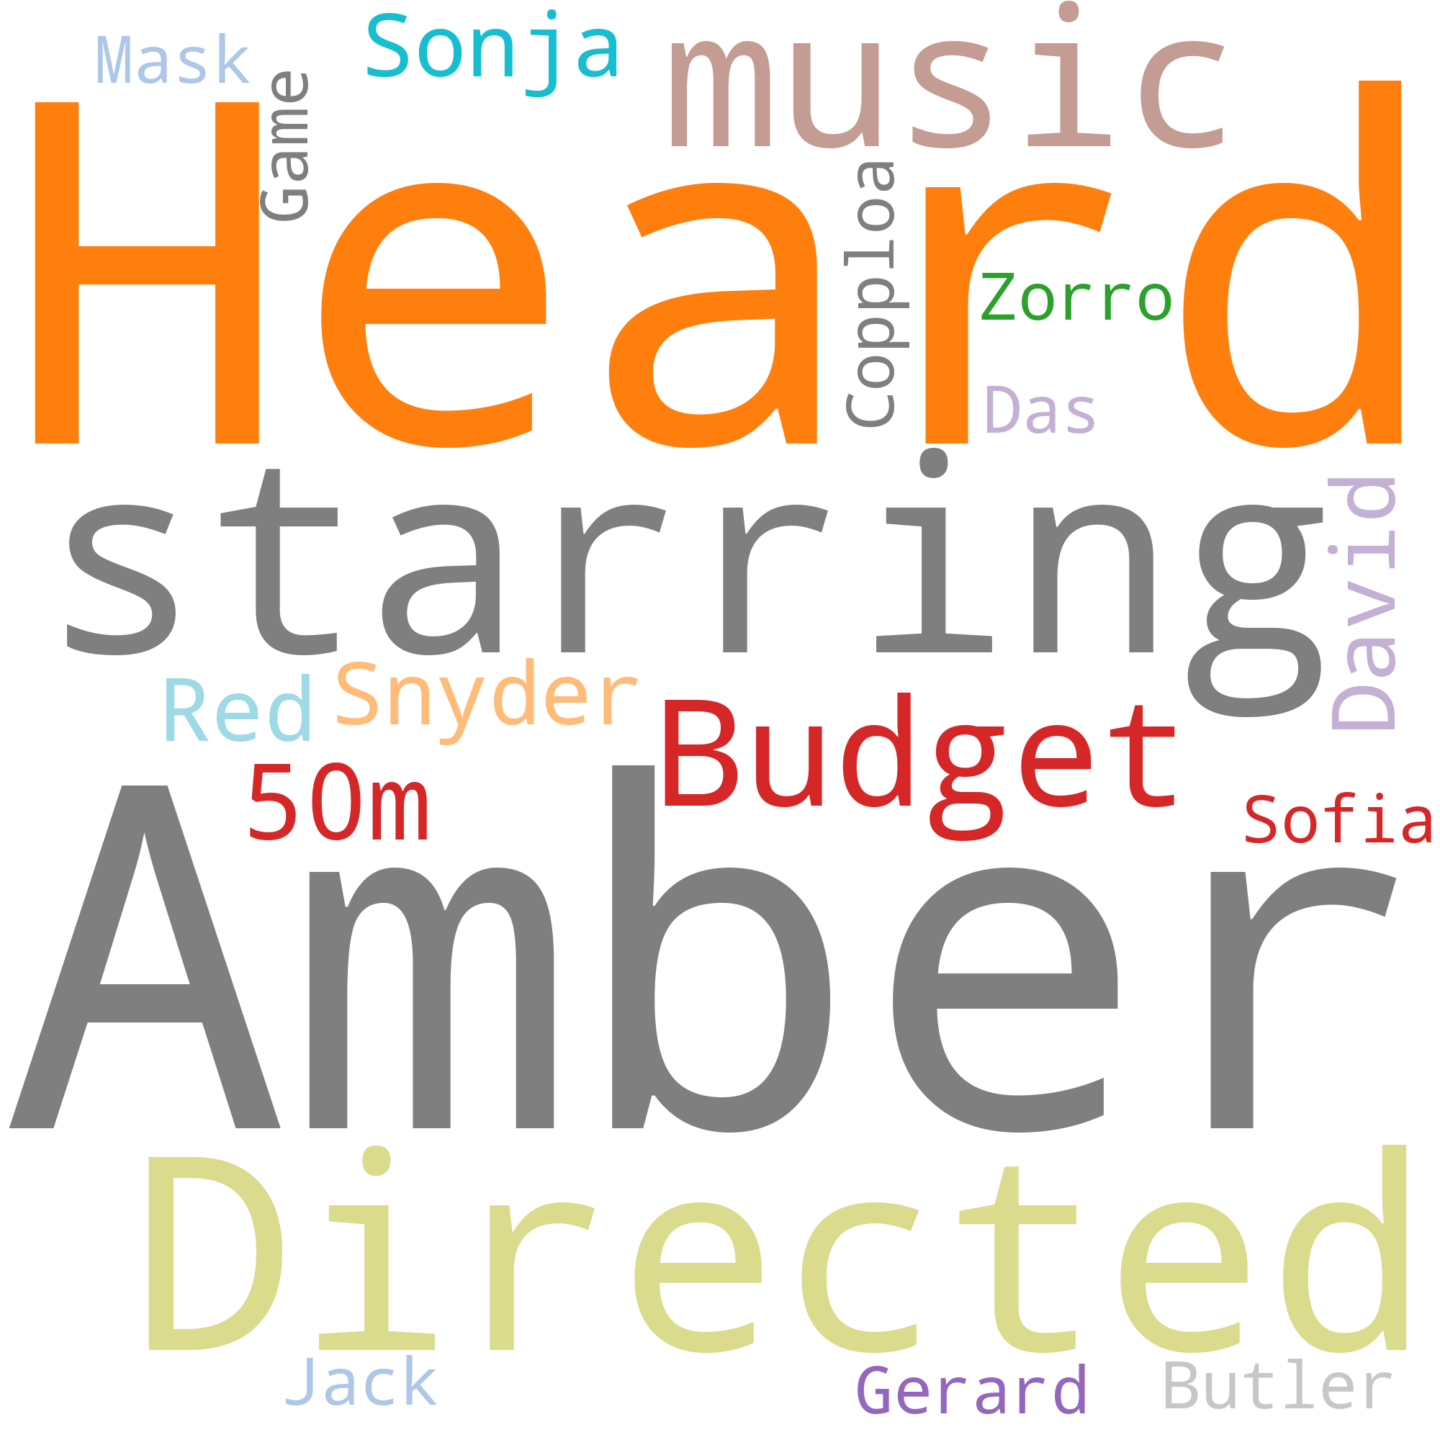 Mask
Sonja
music
Game
Heard
Copploa
Zorro
Das
starring
David
Red
Snyder
Budget
50m
Sofia
Amber
Directed
Jack
Gerard
Butler